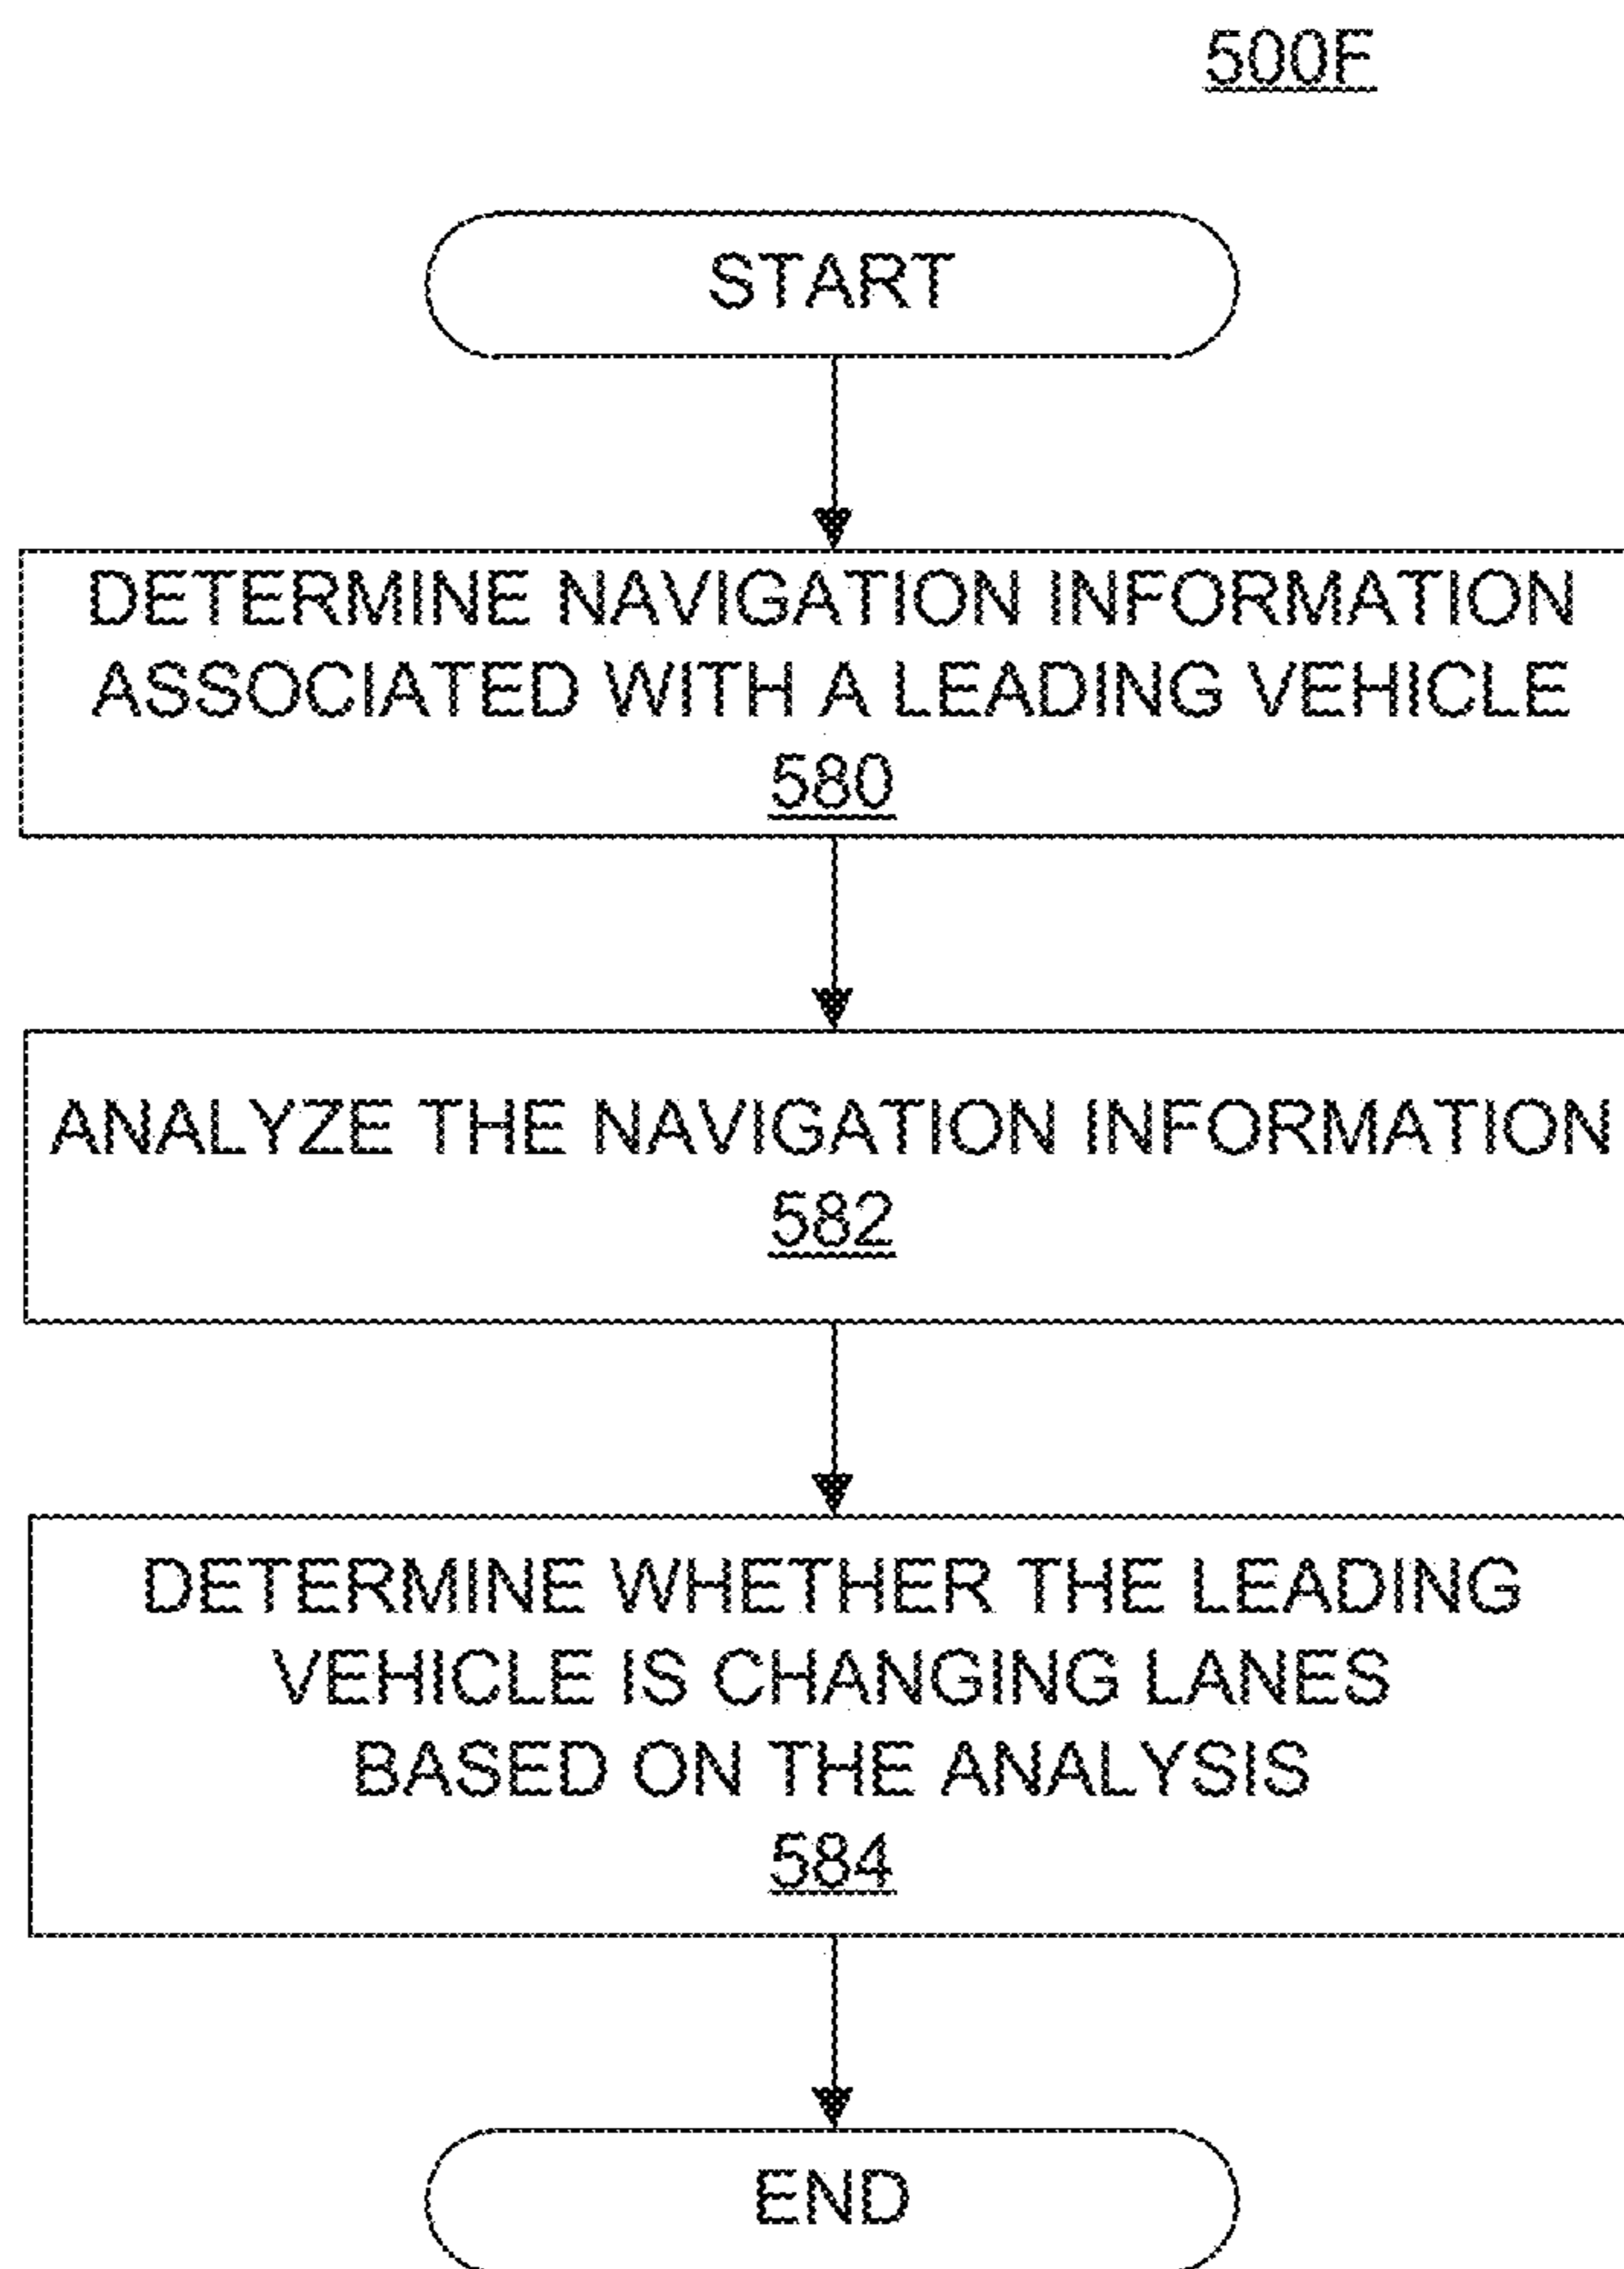 500F
START
DETERMINE NAVIGATION INFORMATION
ASSOCIATED WITH A LEADING VEHICLE
580
ANALYZE THE NAVIGATION INFORMATION
582
DETERMINE WHETHER THE LEADING
VEHICLE IS CHANGING LANES
BASED ON THE ANALYSIS
584
END